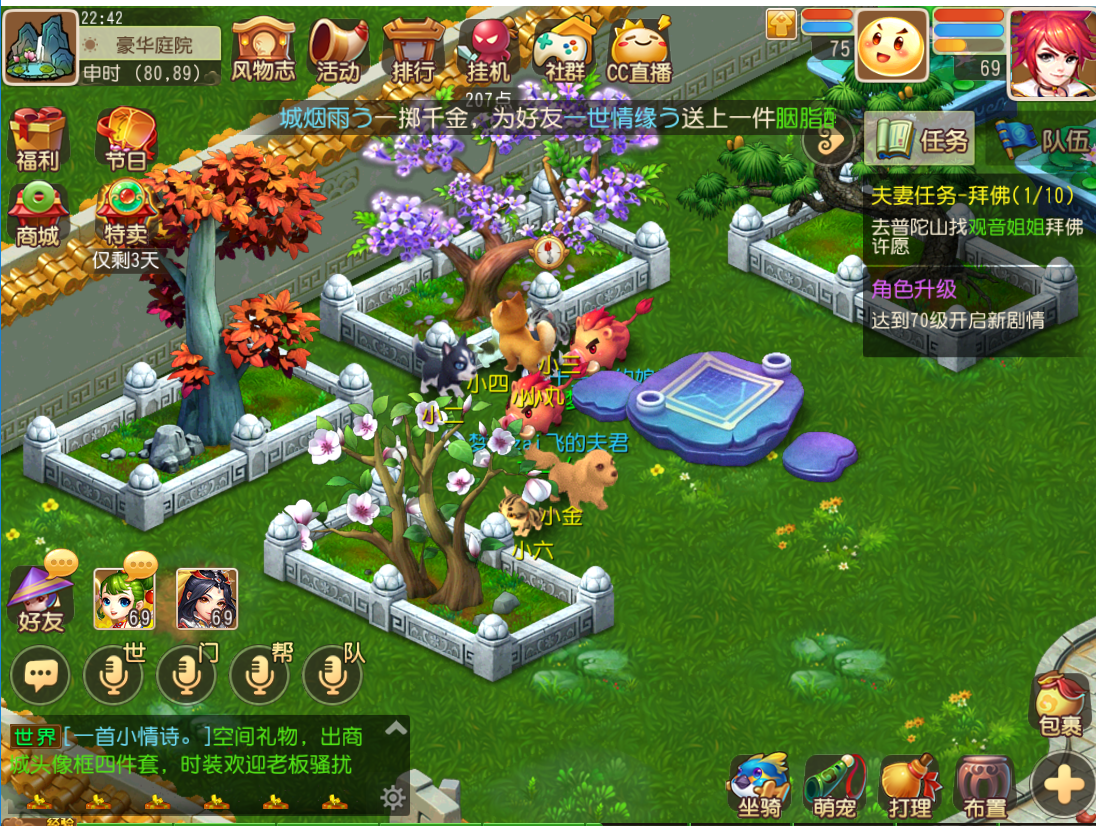 22:42
豪华庭院
申时 (80,89)
风物志
活动
排行
挂机
社群
CC直播
207点
75
69
城烟雨う一掷千金，为好友一世情缘う送上一件胭脂
福利
节日
商城
特卖
仅剩3天
任务
队伍
夫妻任务-拜佛(1/10)
去普陀山找观音姐姐拜佛
许愿
角色升级
达到70级开启新剧情
小三
小四
小丸
小二
飞的夫君
小金
小六
好友
69
69
世
门
帮
队
世界[一首小情诗。]空间礼物，出商
城头像框四件套，时装欢迎老板骚扰
包裹
坐骑
萌宠
打理
布置
经验